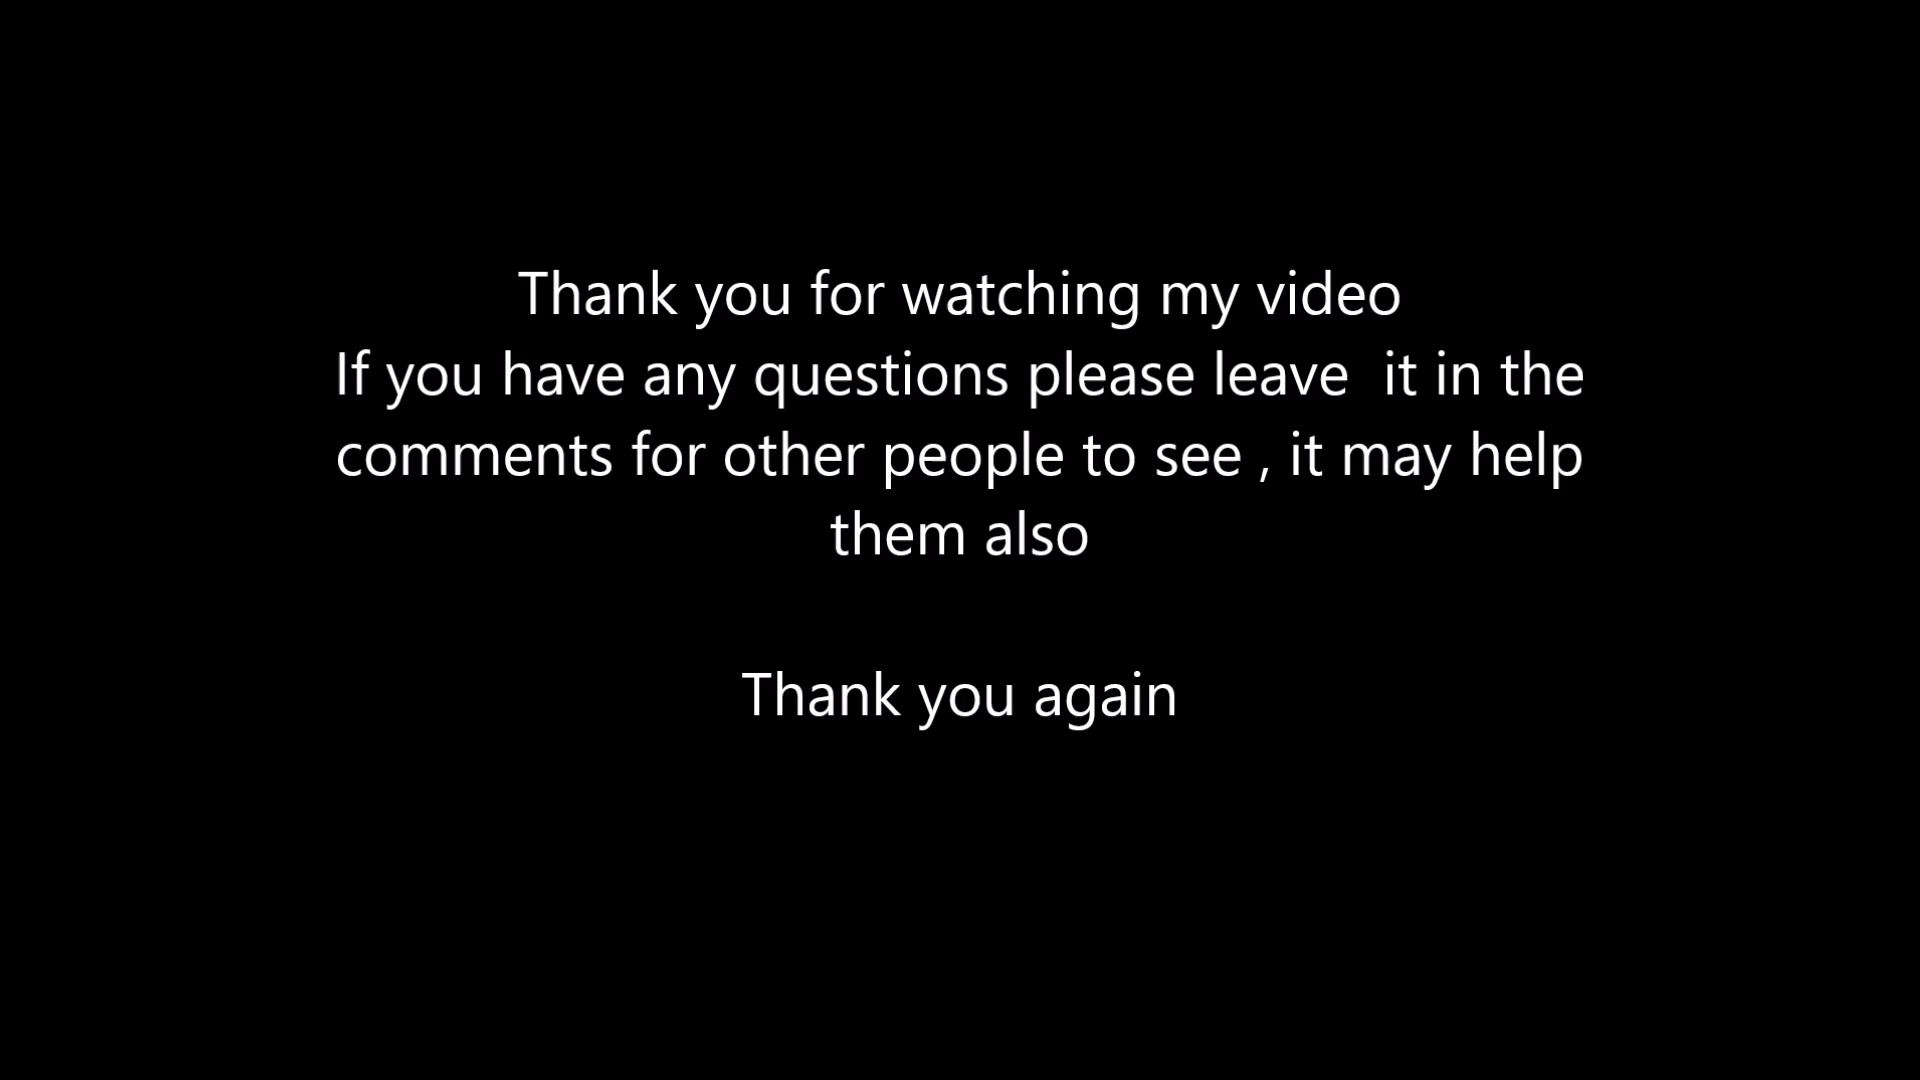 Thank you for watching my video
If you have any questions please leave  it in the
comments for other people to see , it may help
them also
Thank you again